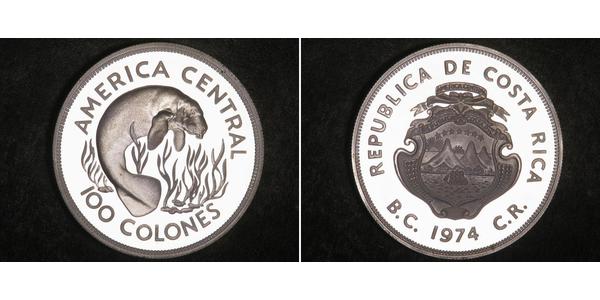 AMERICA CENTRAL
100 COLONES
REPUBLICA DE COSTA RICA
B.C. 1974 C.R.